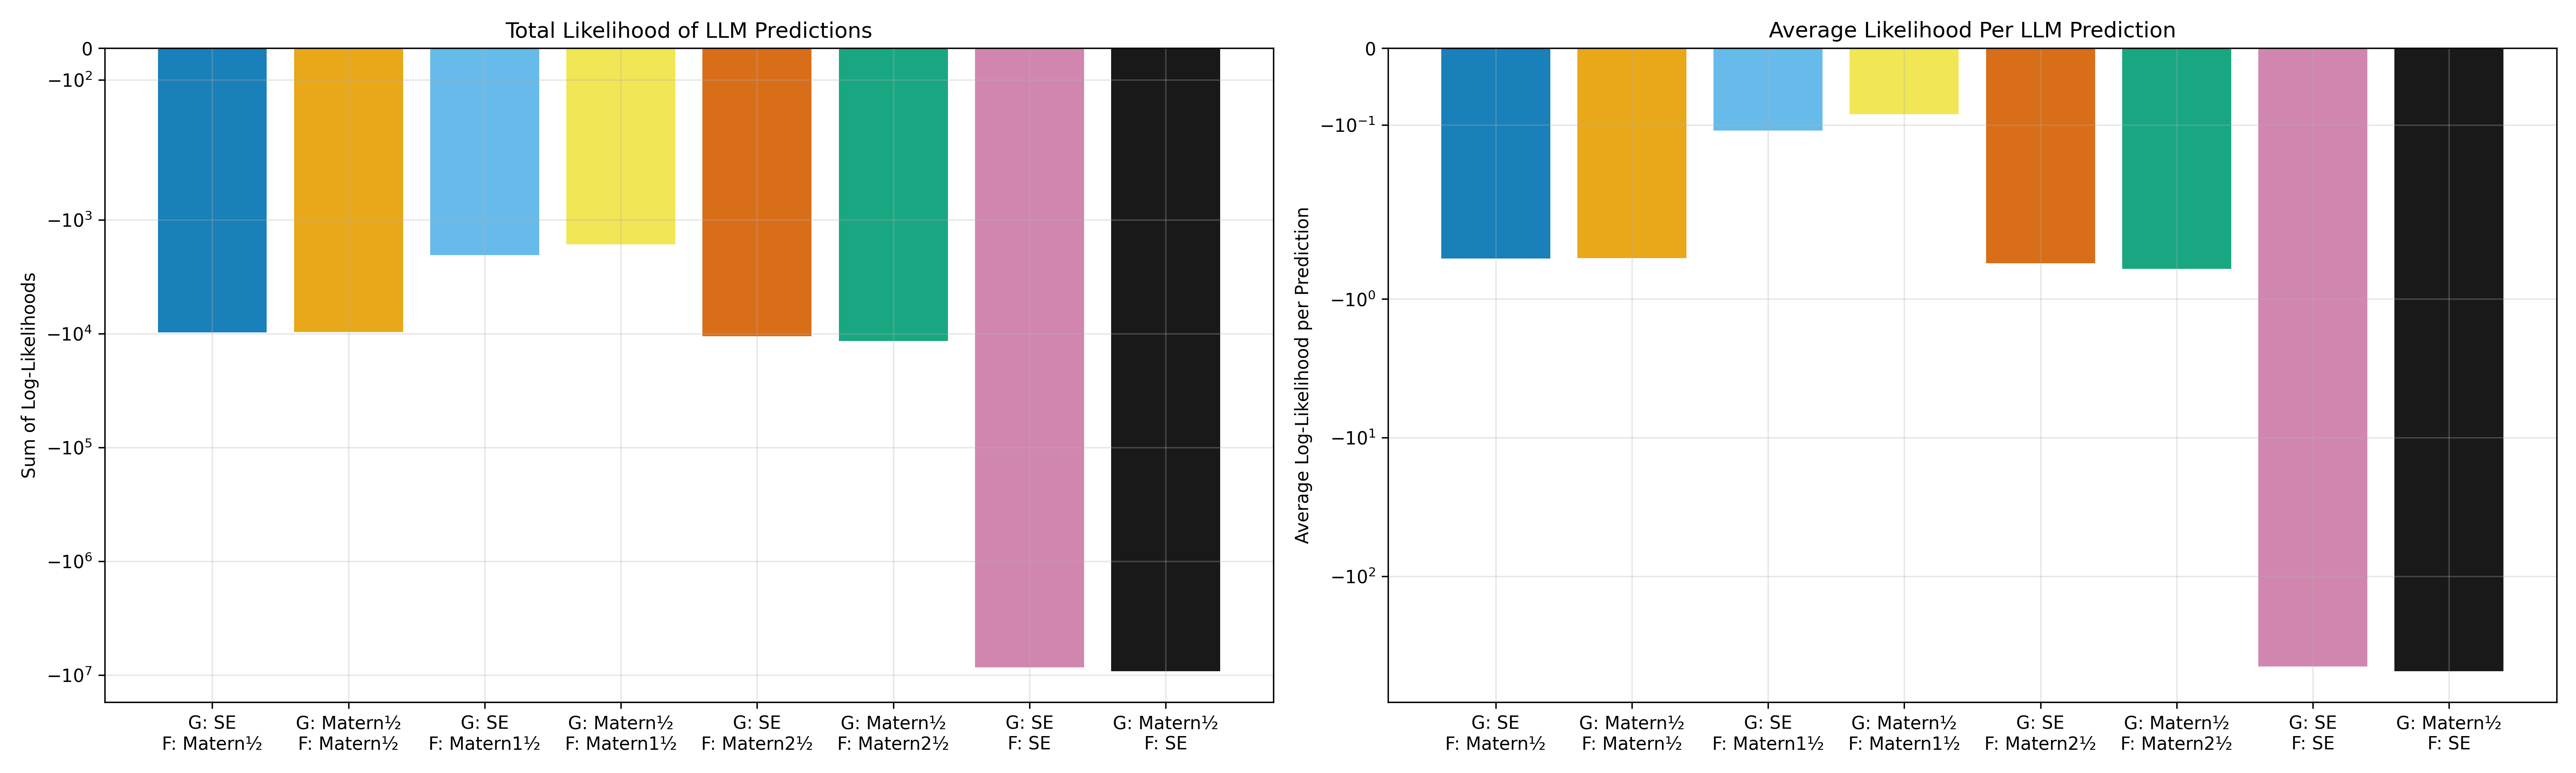 Total Likelihood of LLM Predictions
Sum of Log-Likelihoods
0
−10²
−10³
−10⁴
−10⁵
−10⁶
−10⁷
G: SE
F: Matern½
G: Matern½
F: Matern½
G: SE
F: Matern1½
G: Matern½
F: Matern1½
G: SE
F: Matern2½
G: Matern½
F: Matern2½
G: SE
F: SE
G: Matern½
F: SE
Average Likelihood Per LLM Prediction
Average Log-Likelihood per Prediction
0
−10⁻¹
−10⁰
−10¹
−10²
G: SE
F: Matern½
G: Matern½
F: Matern½
G: SE
F: Matern1½
G: Matern½
F: Matern1½
G: SE
F: Matern2½
G: Matern½
F: Matern2½
G: SE
F: SE
G: Matern½
F: SE